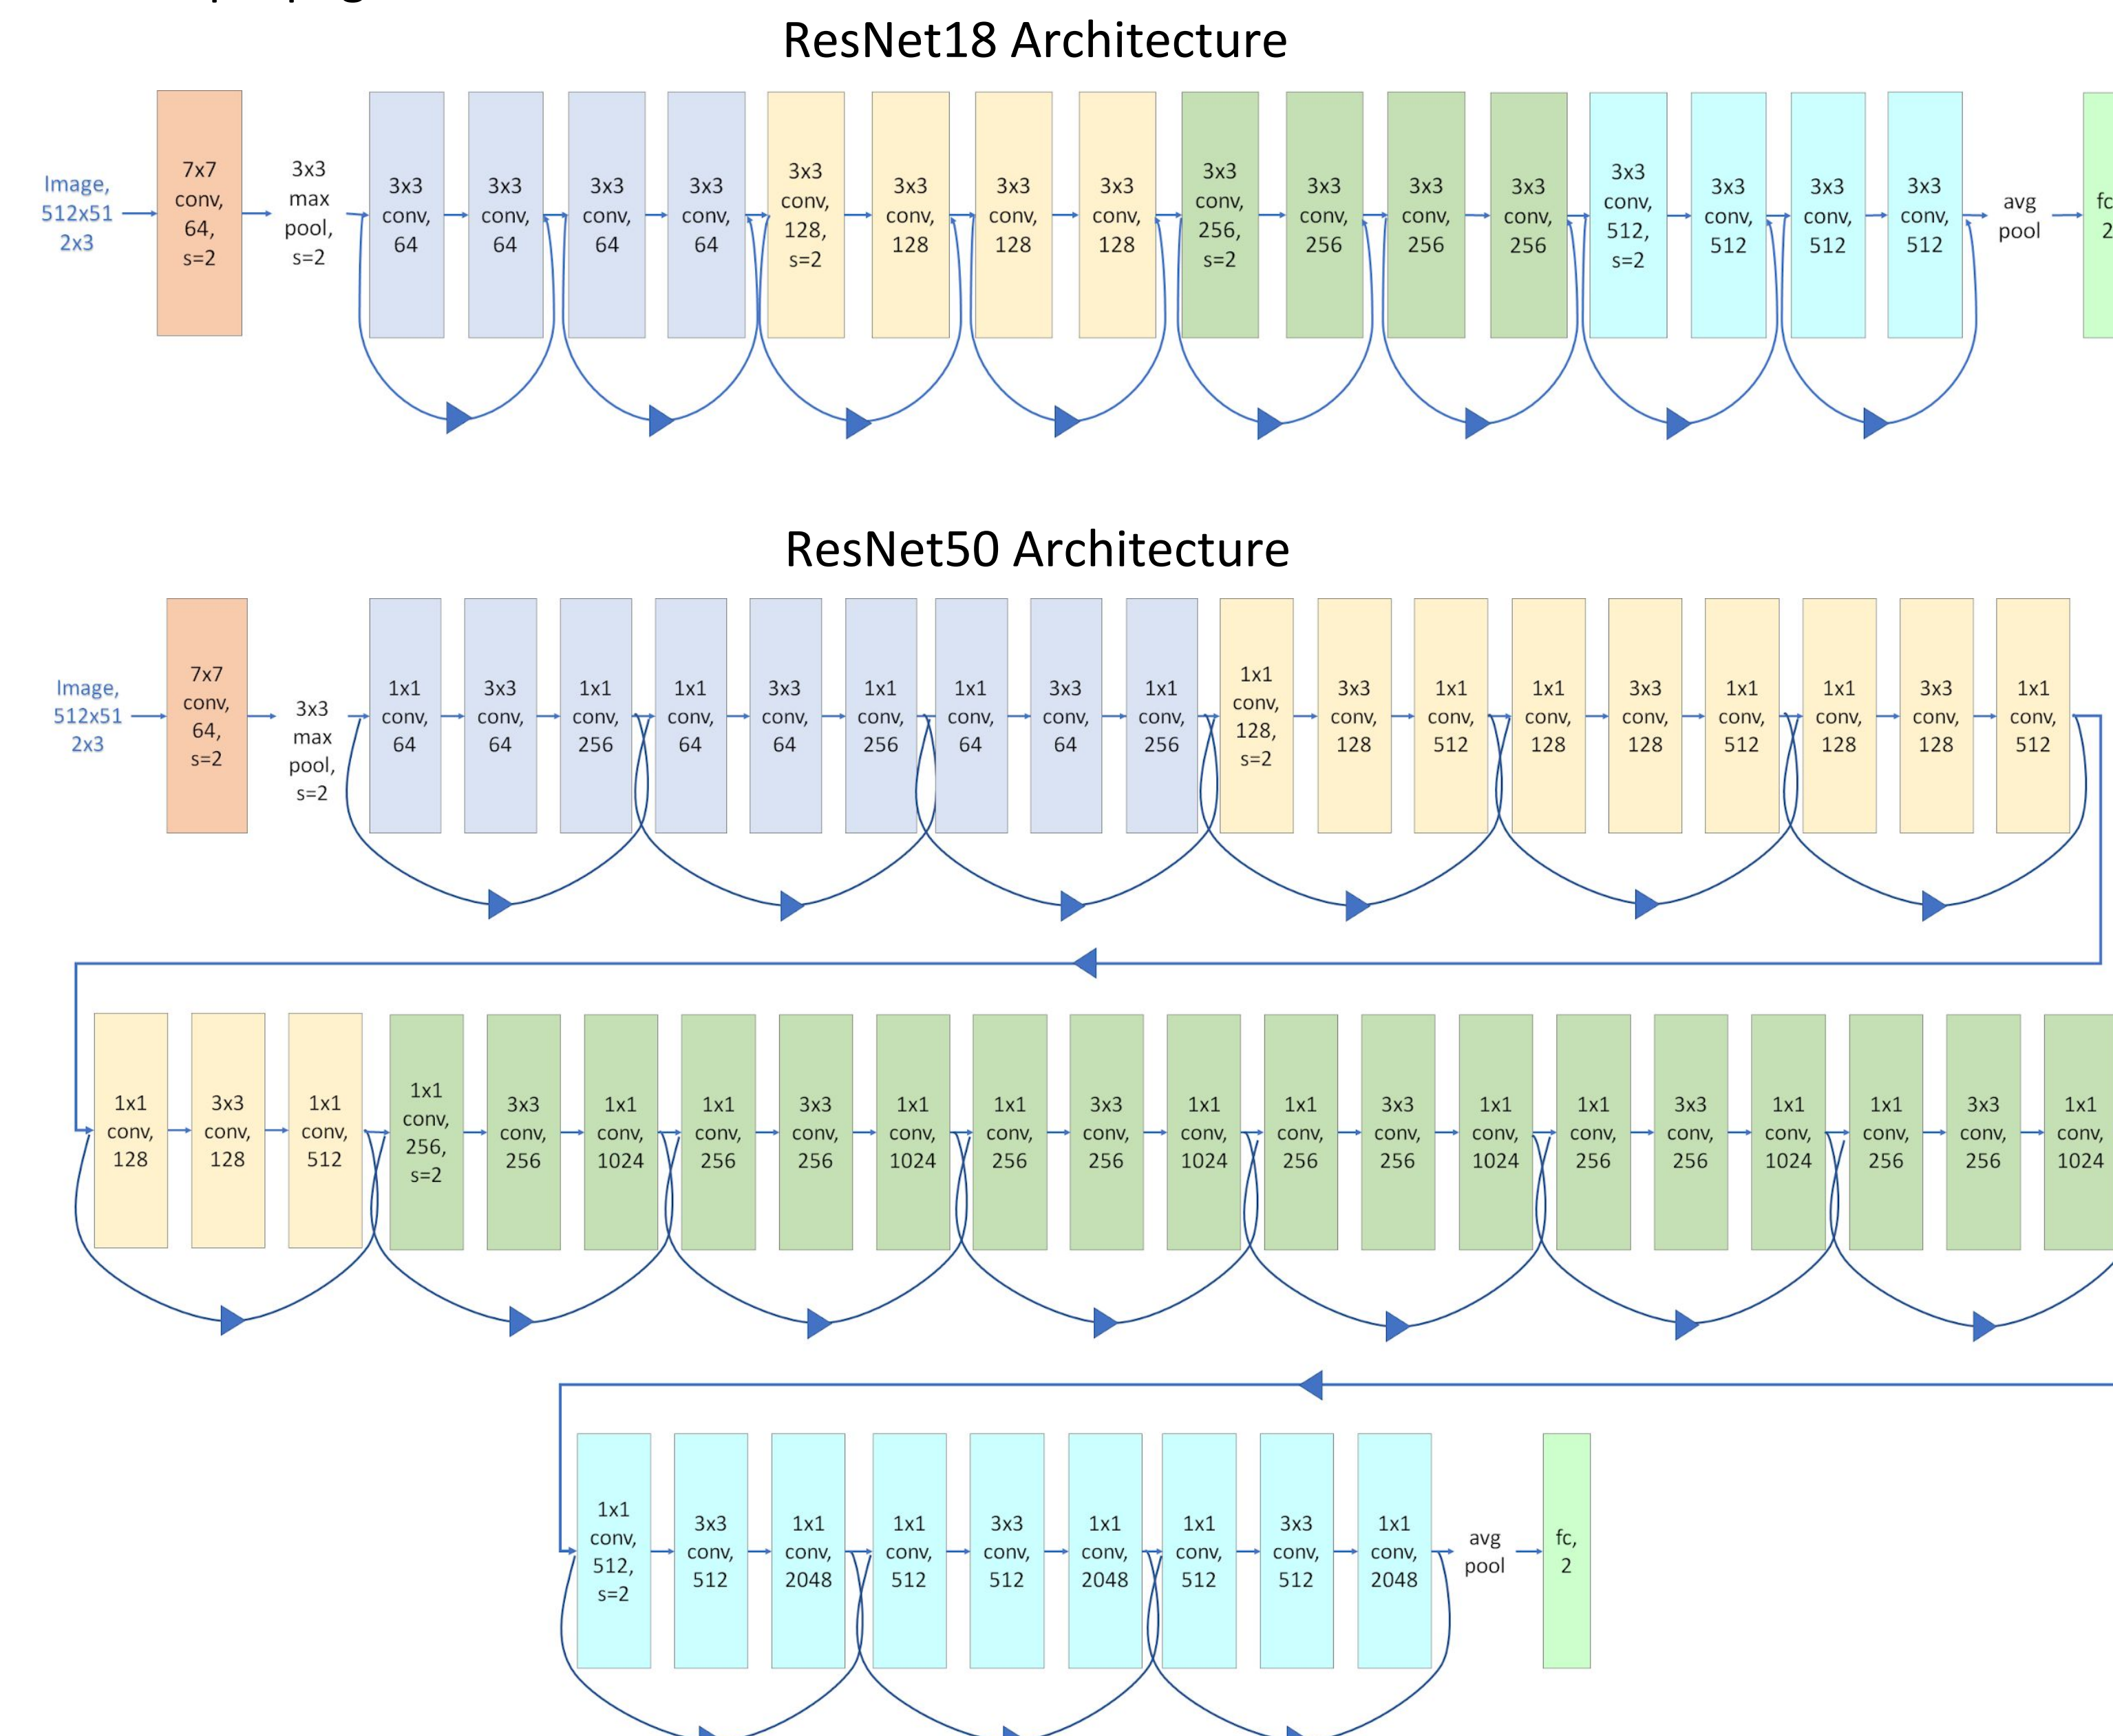 ResNet18 Architecture
Image,
512x51
2x3
7x7
conv,
64,
s=2
3x3
max
pool,
s=2
3x3
conv,
64
3x3
conv,
64
3x3
conv,
64
3x3
conv,
64
3x3
conv,
128,
s=2
3x3
conv,
128
3x3
conv,
128
3x3
conv,
128
3x3
conv,
256,
s=2
3x3
conv,
256
3x3
conv,
256
3x3
conv,
256
3x3
conv,
512,
s=2
3x3
conv,
512
3x3
conv,
512
3x3
conv,
512
avg
pool
fc
2
ResNet50 Architecture
Image,
512x51
2x3
7x7
conv,
64,
s=2
3x3
max
pool,
s=2
1x1
conv,
64
3x3
conv,
64
1x1
conv,
256
1x1
conv,
64
3x3
conv,
64
1x1
conv,
256
1x1
conv,
64
3x3
conv,
64
1x1
conv,
256
1x1
conv,
128,
s=2
3x3
conv,
128
1x1
conv,
512
1x1
conv,
128
3x3
conv,
128
1x1
conv,
512
1x1
conv,
128
3x3
conv,
128
1x1
conv,
512
1x1
conv,
128
3x3
conv,
128
1x1
conv,
512
1x1
conv,
256,
s=2
3x3
conv,
256
1x1
conv,
1024
1x1
conv,
256
3x3
conv,
256
1x1
conv,
1024
1x1
conv,
256
3x3
conv,
256
1x1
conv,
1024
1x1
conv,
256
3x3
conv,
256
1x1
conv,
1024
1x1
conv,
256
3x3
conv,
256
1x1
conv,
1024
1x1
conv,
256
3x3
conv,
256
1x1
conv,
1024
1x1
conv,
512,
s=2
3x3
conv,
512
1x1
conv,
2048
1x1
conv,
512
3x3
conv,
512
1x1
conv,
2048
1x1
conv,
512
3x3
conv,
512
1x1
conv,
2048
avg
pool
fc,
2